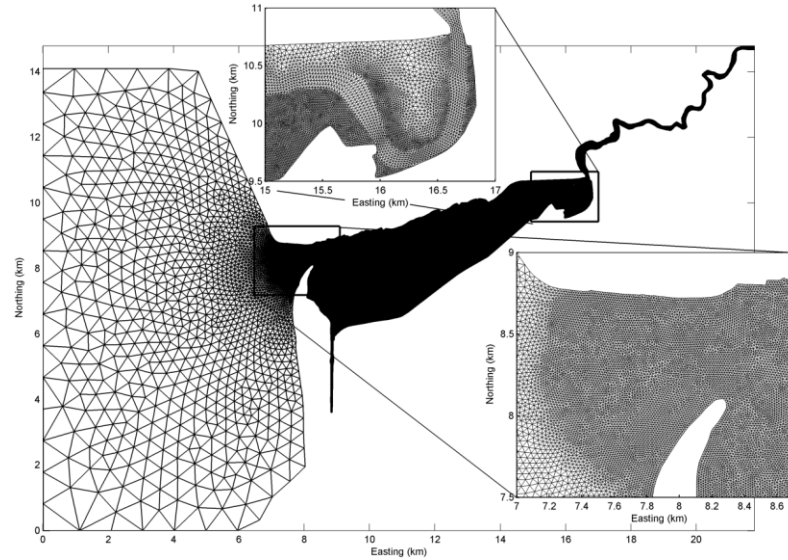 11
10.5
10
9.5
Northing (km)
15 15.5 16 16.5 17
Easting (km)
14
12
10
8
6
4
2
0
Northing (km)
0 2 4 6 8 10 12 14 16 18 20
Easting (km)
9
8.5
8
7.5
Northing (km)
7 7.2 7.4 7.6 7.8 8 8.2 8.4 8.6
Easting (km)